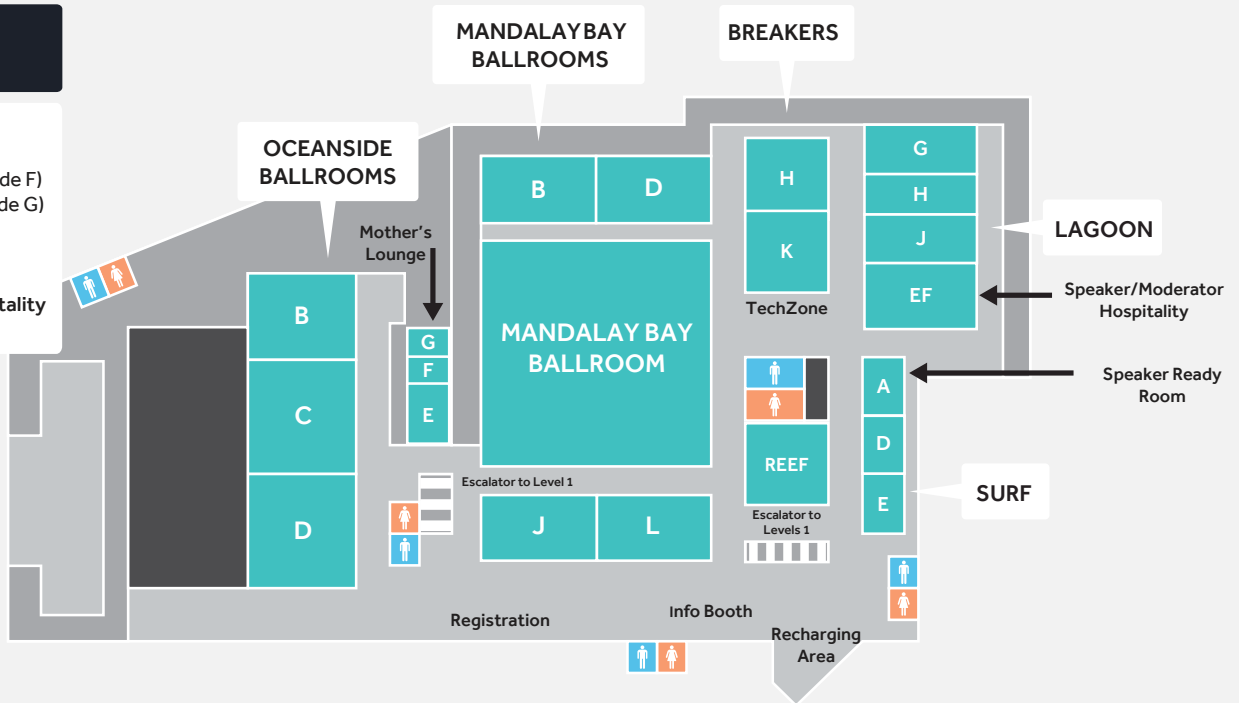 MANDALAY BAY
BALLROOMS
BREAKERS
de F)
de G)
tality
OCEANSIDE
BALLROOMS
Mother's
Lounge
B
D
H
K
TechZone
G
H
J
EF
LAGOON
Speaker/Moderator
Hospitality
B
C
D
G
F
E
MANDALAY BAY
BALLROOM
A
D
E
Speaker Ready
Room
SURF
REEF
Escalator to Level 1
J
L
Escalator to
Levels 1
Registration
Info Booth
Recharging
Area